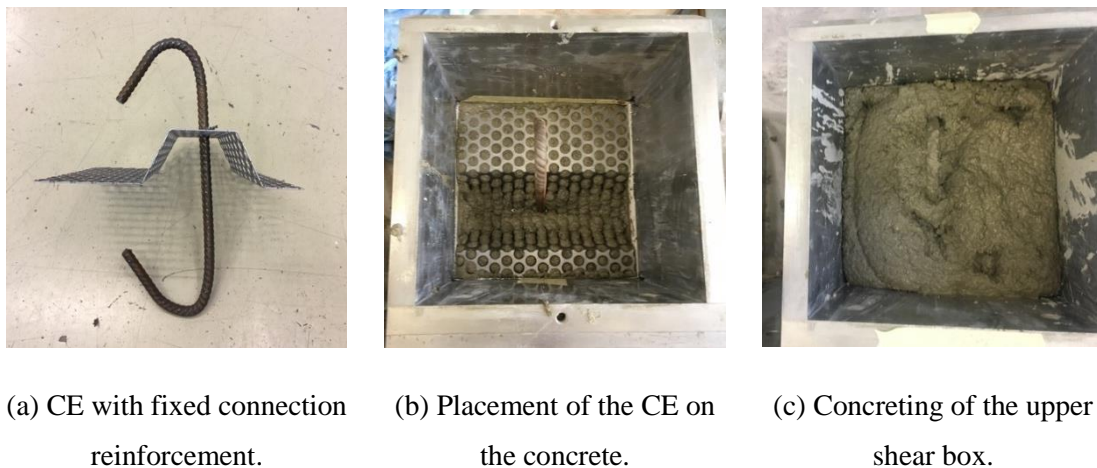 (a) CE with fixed connection
reinforcement.
(b) Placement of the CE on
the concrete.
(c) Concreting of the upper
shear box.